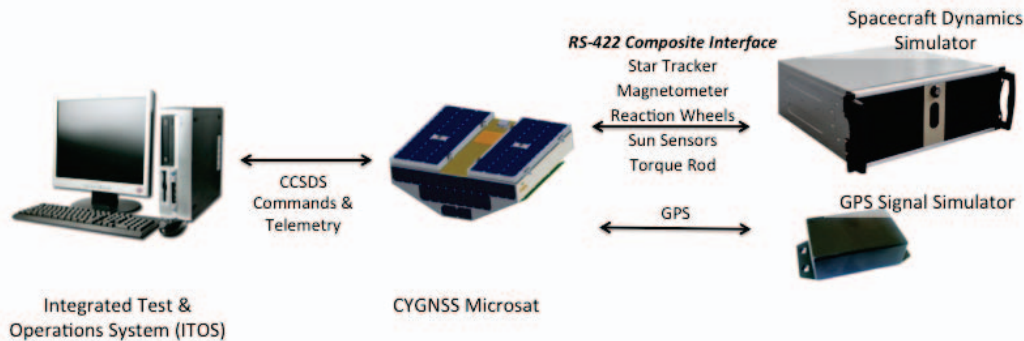 Spacecraft Dynamics
Simulator
RS-422 Composite Interface
Star Tracker
Magnetometer
Reaction Wheels
Sun Sensors
Torque Rod
CCSDS
Commands &
Telemetry
GPS
GPS Signal Simulator
Integrated Test &
Operations System (ITOS)
CYGNSS Microsat